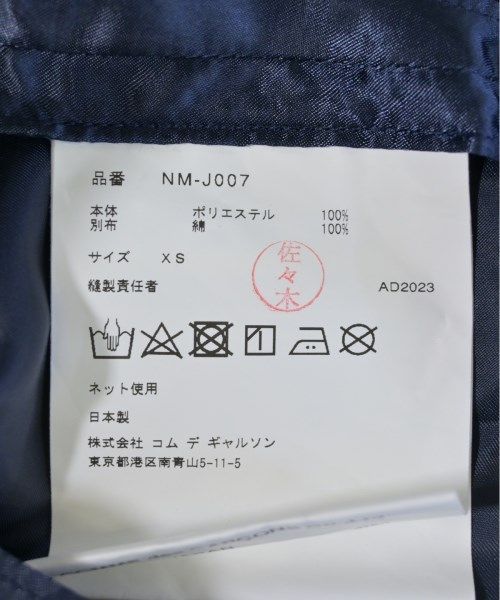 品番 NM-J007
本体 ポリエステル 100%
別布 綿 100%
サイズ XS
縫製責任者 佐々木 AD2023
ネット使用
日本製
株式会社 コム デ ギャルソン
東京都港区南青山5-11-5